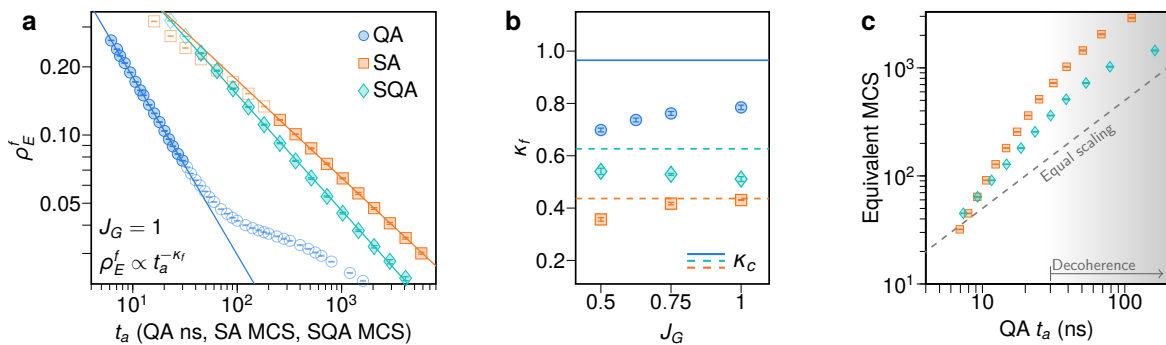 a
ρ_E^f
0.20
0.10
0.05
QA
SA
SQA
J_G = 1
ρ_E^f ∝ t_a^{-κ_f}
10^1
10^2
10^3
t_a (QA ns, SA MCS, SQA MCS)
b
κ_f
1.0
0.8
0.6
0.4
0.2
κ_c
0.5
0.75
1
J_G
c
Equivalent MCS
10^3
10^2
10^1
Equal scaling
Decoherence
10
100
QA t_a (ns)